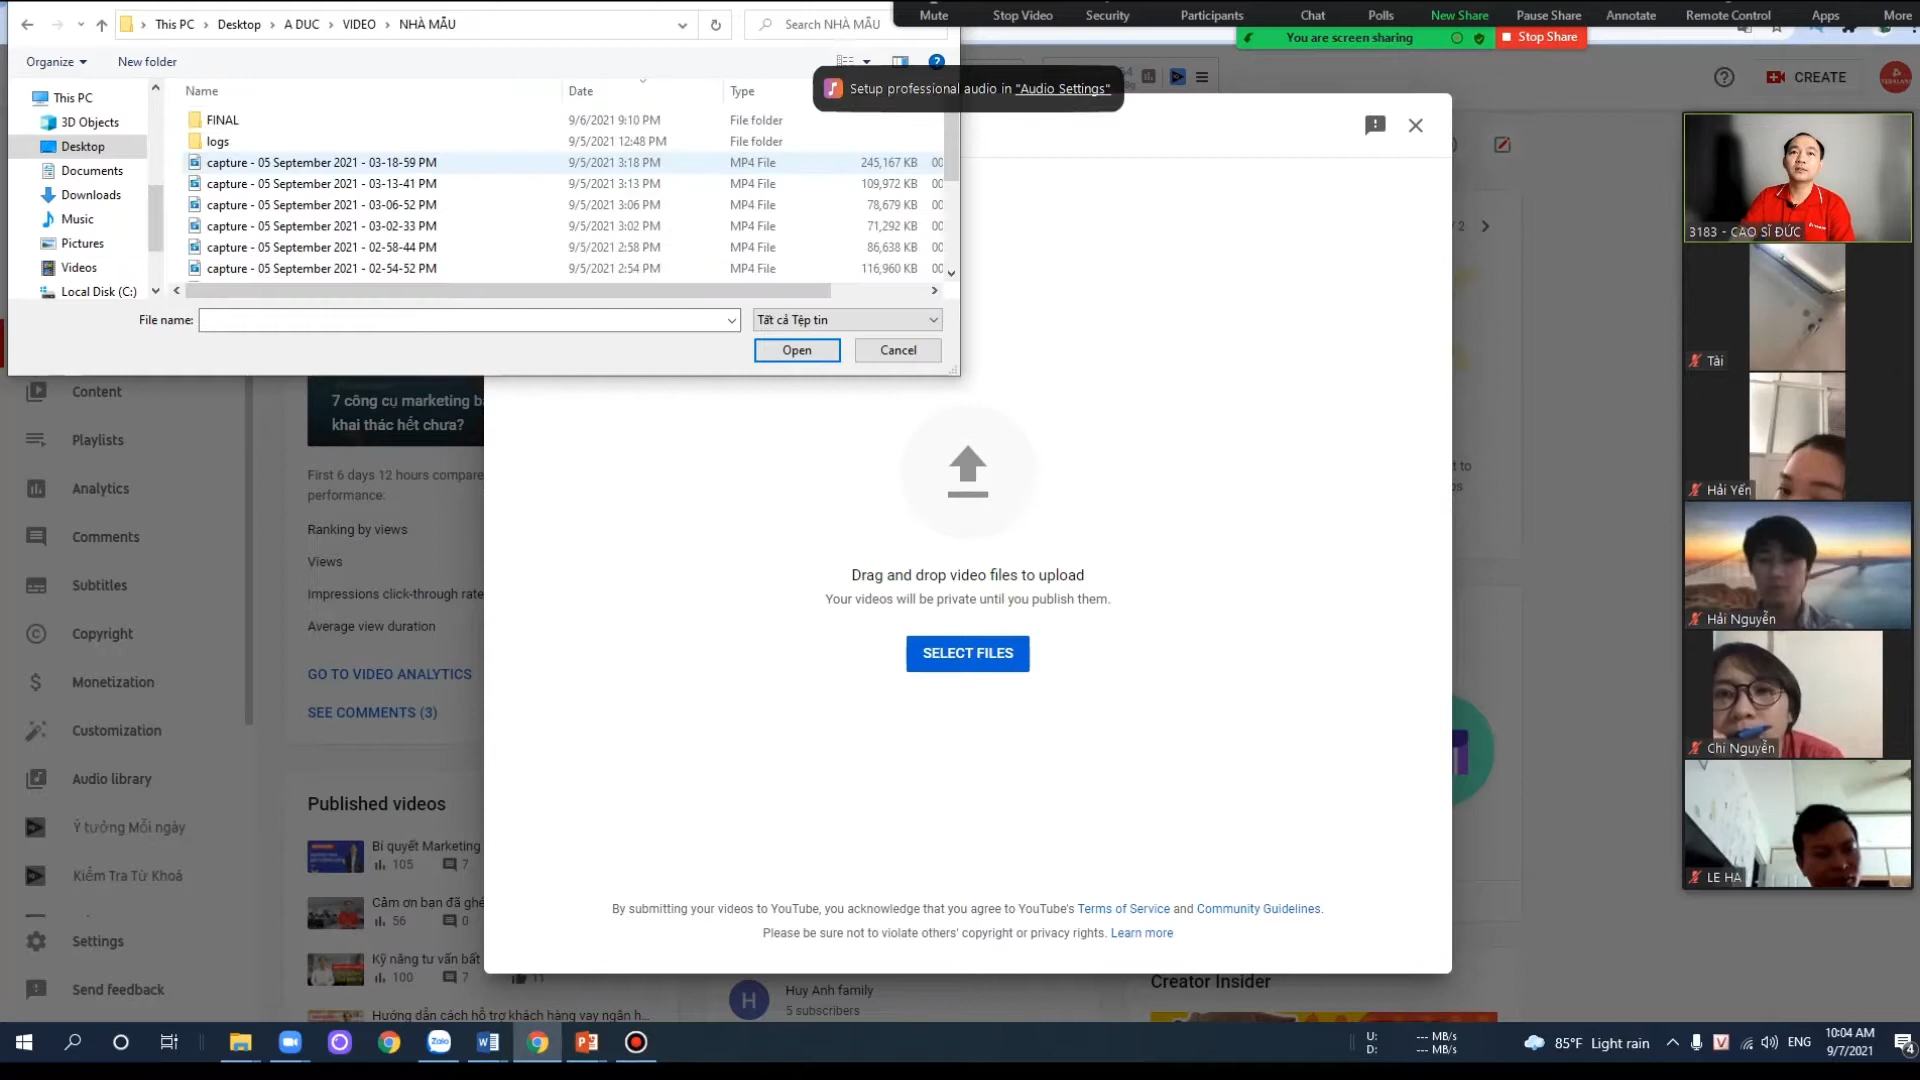 This PC > Desktop > A DUC > VIDEO > NHÀ MẪU
Search NHÀ MẪU
Mute
Stop Video
Security
Participants
Chat
Polls
New Share
Pause Share
Annotate
Remote Control
Apps
More
You are screen sharing
Stop Share
Organize
New folder
Setup professional audio in "Audio Settings"
CREATE
Name
Date
Type
This PC
3D Objects
Desktop
Documents
Downloads
Music
Pictures
Videos
Local Disk (C:)
FINAL 9/6/2021 9:10 PM File folder
logs 9/5/2021 12:48 PM File folder
capture - 05 September 2021 - 03-18-59 PM 9/5/2021 3:18 PM MP4 File 245,167 KB 00
capture - 05 September 2021 - 03-13-41 PM 9/5/2021 3:13 PM MP4 File 109,972 KB 00
capture - 05 September 2021 - 03-06-52 PM 9/5/2021 3:06 PM MP4 File 78,679 KB 00
capture - 05 September 2021 - 03-02-33 PM 9/5/2021 3:02 PM MP4 File 71,292 KB 00
capture - 05 September 2021 - 02-58-44 PM 9/5/2021 2:58 PM MP4 File 86,638 KB 00
capture - 05 September 2021 - 02-54-52 PM 9/5/2021 2:54 PM MP4 File 116,960 KB 00
File name:
Tất cả Tệp tin
Open
Cancel
/ 2
3183 - CAO SĨ ĐỨC
Tài
Hải Yến
Hải Nguyễn
Chi Nguyễn
LE HA
Content
Playlists
Analytics
Comments
Subtitles
Copyright
Monetization
Customization
Audio library
Ý tưởng Mỗi ngày
Kiểm Tra Từ Khoá
Settings
Send feedback
7 công cụ marketing
khai thác hết chưa?
First 6 days 12 hours compare
performance:
Ranking by views
Views
Impressions click-through rate
Average view duration
GO TO VIDEO ANALYTICS
SEE COMMENTS (3)
Published videos
Bí quyết Marketing
105 7
Cảm ơn bạn đã ghé
56 0
Kỹ năng tư vấn bất
100 7 11
Hướng dẫn cách hỗ trợ khách hàng vay ngân h...
Drag and drop video files to upload
Your videos will be private until you publish them.
SELECT FILES
By submitting your videos to YouTube, you acknowledge that you agree to YouTube's Terms of Service and Community Guidelines.
Please be sure not to violate others' copyright or privacy rights. Learn more
H
Huy Anh family
5 subscribers
Creator Insider
Zalo
U: --- MB/s
D: --- MB/s
85°F Light rain
V
ENG
10:04 AM
9/7/2021
4